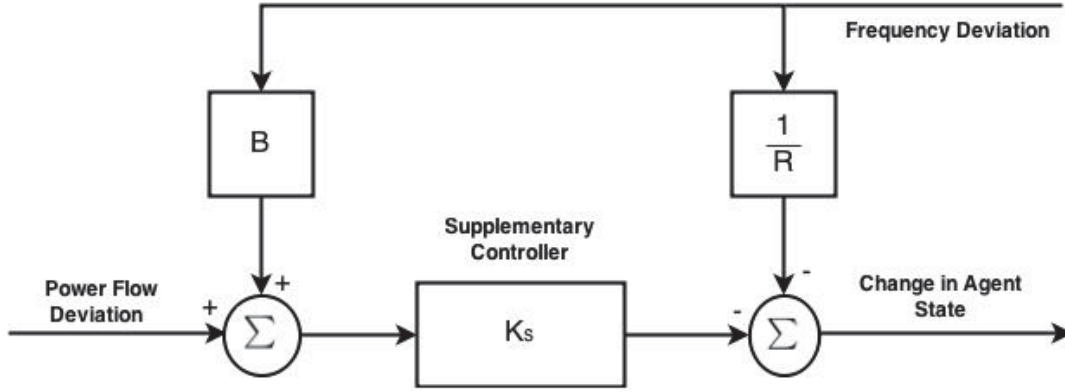 Frequency Deviation
B
1
R
Supplementary
Controller
+
-
Power Flow
Deviation
+
Σ
Ks
-
Σ
Change in Agent
State